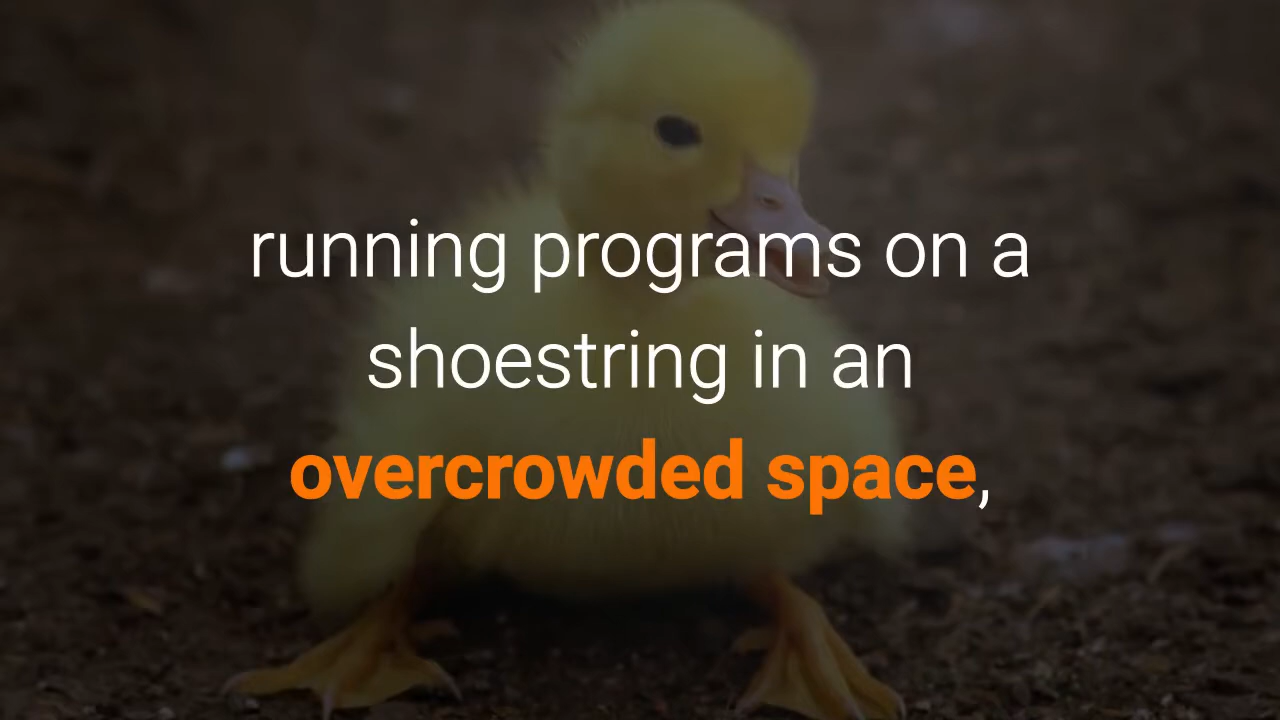 running programs on a
shoestring in an
overcrowded space,